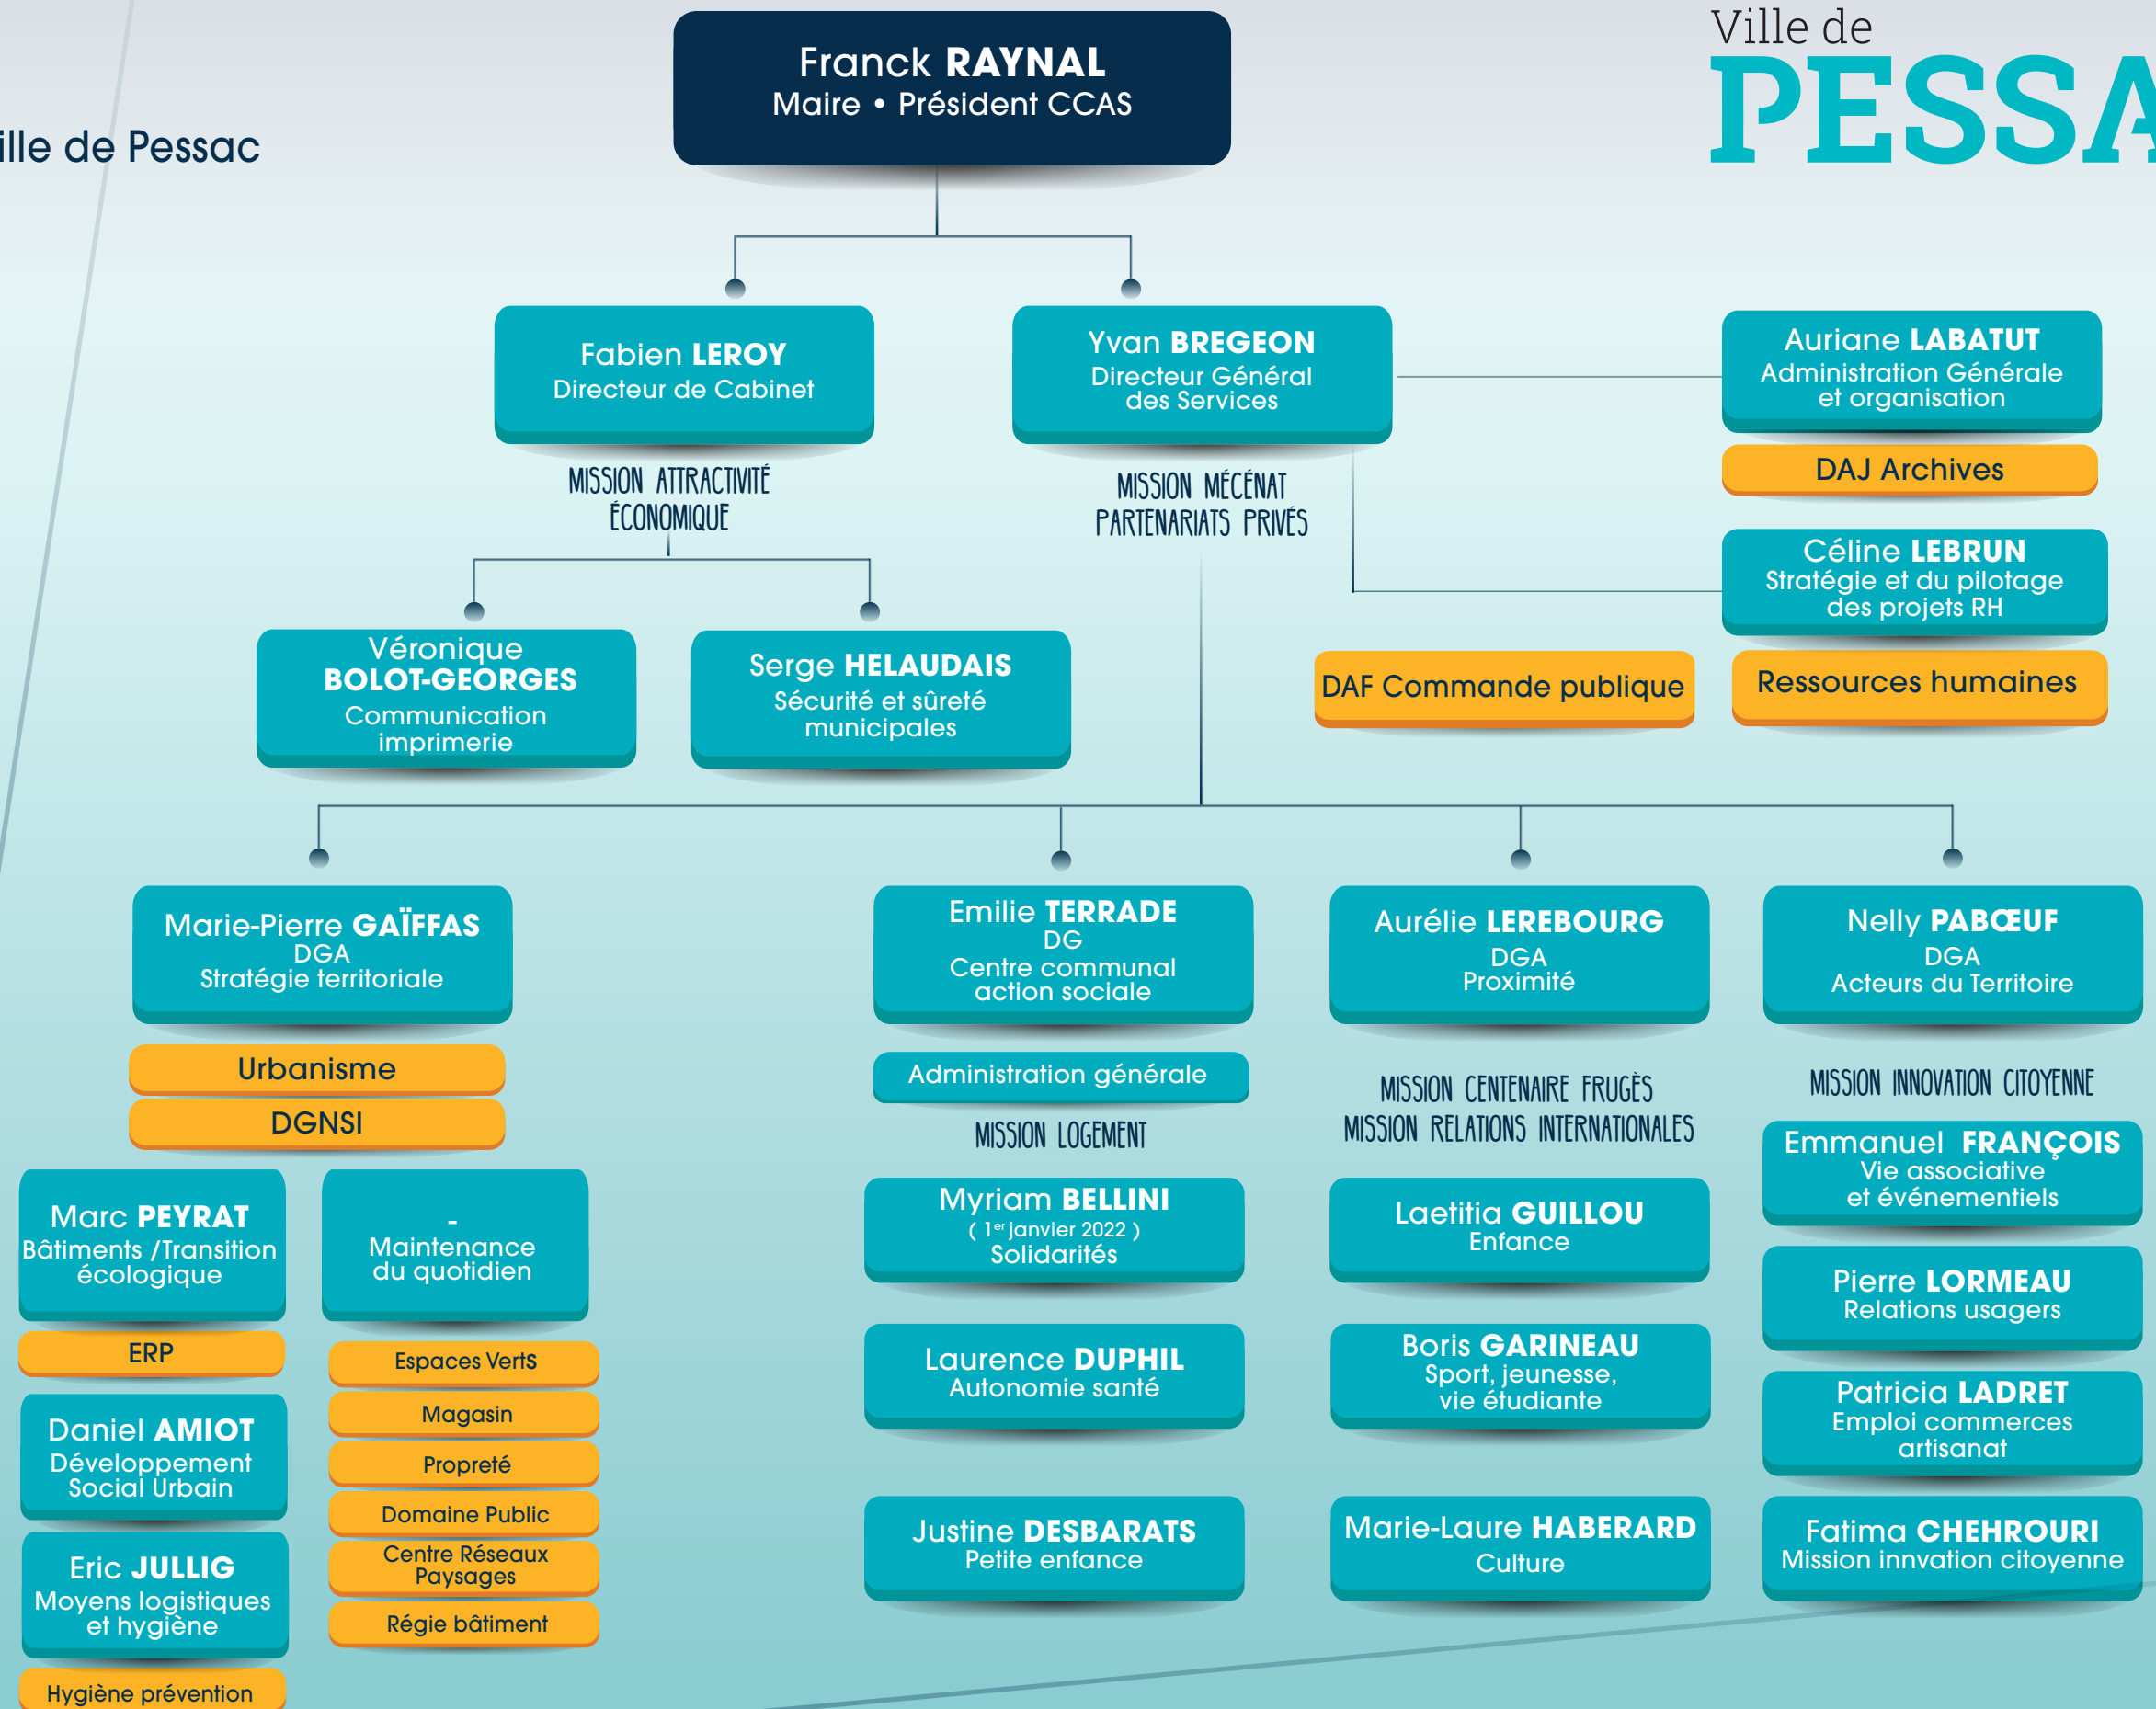 Franck RAYNAL
Maire • Président CCAS
Ville de
PESSA
ille de Pessac
Fabien LEROY
Directeur de Cabinet
MISSION ATTRACTIVITÉ
ÉCONOMIQUE
Yvan BREGEON
Directeur Général
des Services
MISSION MÉCÉNAT
PARTENARIATS PRIVÉS
Auriane LABATUT
Administration Générale
et organisation
DAJ Archives
Céline LEBRUN
Stratégie et du pilotage
des projets RH
DAF Commande publique
Ressources humaines
Véronique
BOLOT-GEORGES
Communication
imprimerie
Serge HELAUDAIS
Sécurité et sûreté
municipales
Marie-Pierre GAÏFFAS
DGA
Stratégie territoriale
Urbanisme
DGNSI
Marc PEYRAT
Bâtiments /Transition
écologique
ERP
Daniel AMIOT
Développement
Social Urbain
Eric JULLIG
Moyens logistiques
et hygiène
Hygiène prévention
-
Maintenance
du quotidien
Espaces Verts
Magasin
Propreté
Domaine Public
Centre Réseaux
Paysages
Régie bâtiment
Emilie TERRADE
DG
Centre communal
action sociale
Administration générale
MISSION LOGEMENT
Myriam BELLINI
( 1er janvier 2022 )
Solidarités
Laurence DUPHIL
Autonomie santé
Justine DESBARATS
Petite enfance
Aurélie LEREBOURG
DGA
Proximité
MISSION CENTENAIRE FRUGÈS
MISSION RELATIONS INTERNATIONALES
Laetitia GUILLOU
Enfance
Boris GARINEAU
Sport, jeunesse,
vie étudiante
Marie-Laure HABERARD
Culture
Nelly PABŒUF
DGA
Acteurs du Territoire
MISSION INNOVATION CITOYENNE
Emmanuel FRANÇOIS
Vie associative
et événementiels
Pierre LORMEAU
Relations usagers
Patricia LADRET
Emploi commerces
artisanat
Fatima CHEHROURI
Mission innvation citoyenne